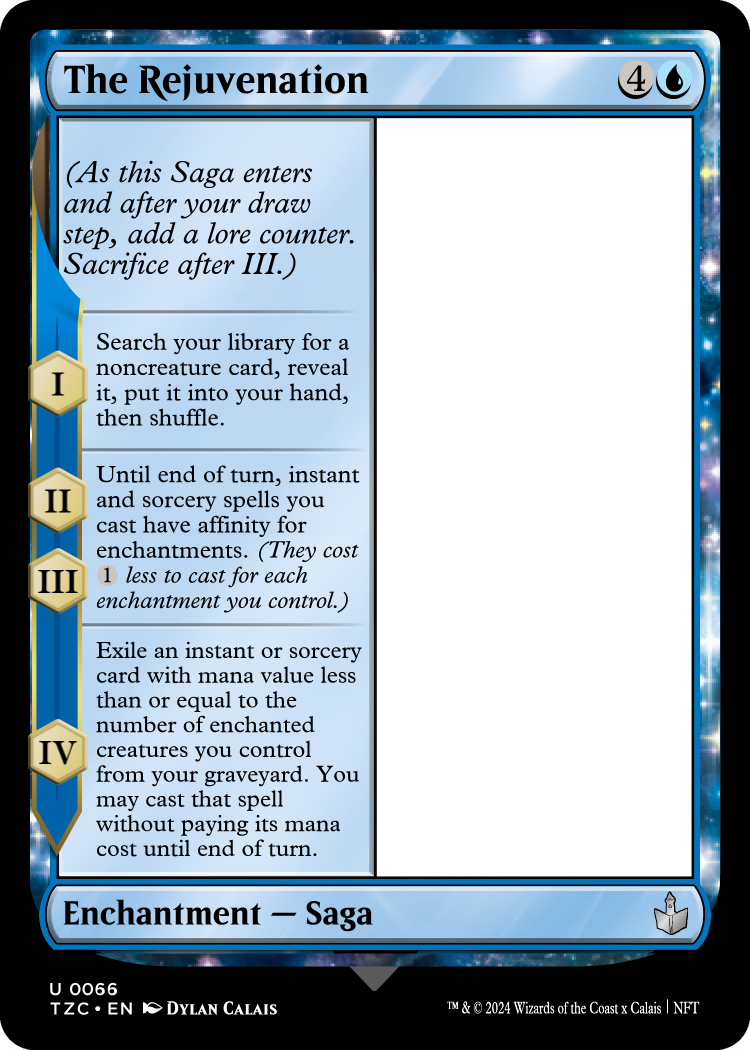 The Rejuvenation
4
(As this Saga enters
and after your draw
step, add a lore counter.
Sacrifice after III.)
I
Search your library for a
noncreature card, reveal
it, put it into your hand,
then shuffle.
II
III
Until end of turn, instant
and sorcery spells you
cast have affinity for
enchantments. (They cost
1 less to cast for each
enchantment you control.)
IV
Exile an instant or sorcery
card with mana value less
than or equal to the
number of enchanted
creatures you control
from your graveyard. You
may cast that spell
without paying its mana
cost until end of turn.
Enchantment — Saga
U 0066
TZC • EN DYLAN CALAIS
™ & © 2024 Wizards of the Coast x Calais | NFT